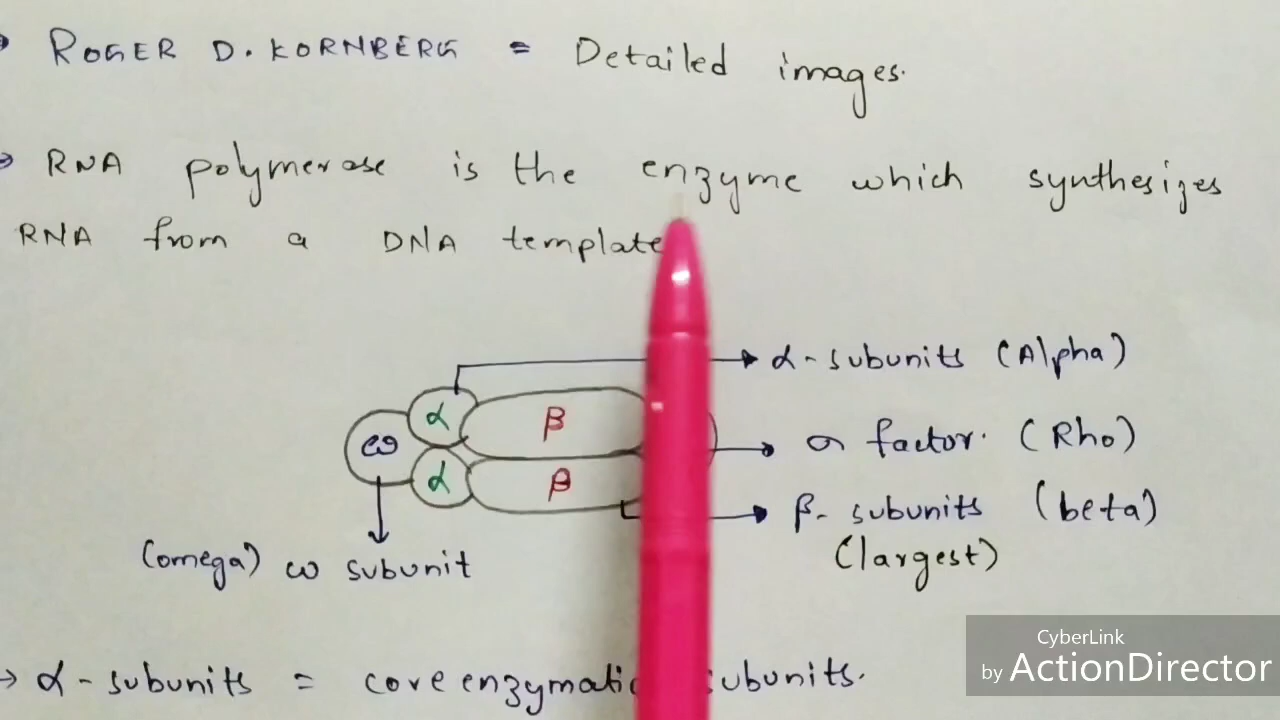 ROGER D. KORNBERG = Detailed images.
→ RNA polymerase is the enzyme which synthesizes
RNA from a DNA template
α - subunits (Alpha)
α β
ω
σ factor. (Rho)
α β
β - subunits (beta)
(largest)
(omega) ω subunit
→ α - subunits = core enzymatic subunits.
CyberLink
by ActionDirector